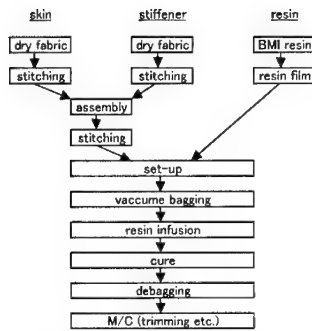 skin stiffener resin
dry fabric dry fabric BMI resin
stitching stitching resin film
assembly
stitching
set-up
vaccume bagging
resin infusion
cure
debagging
M/C (trimming etc.)